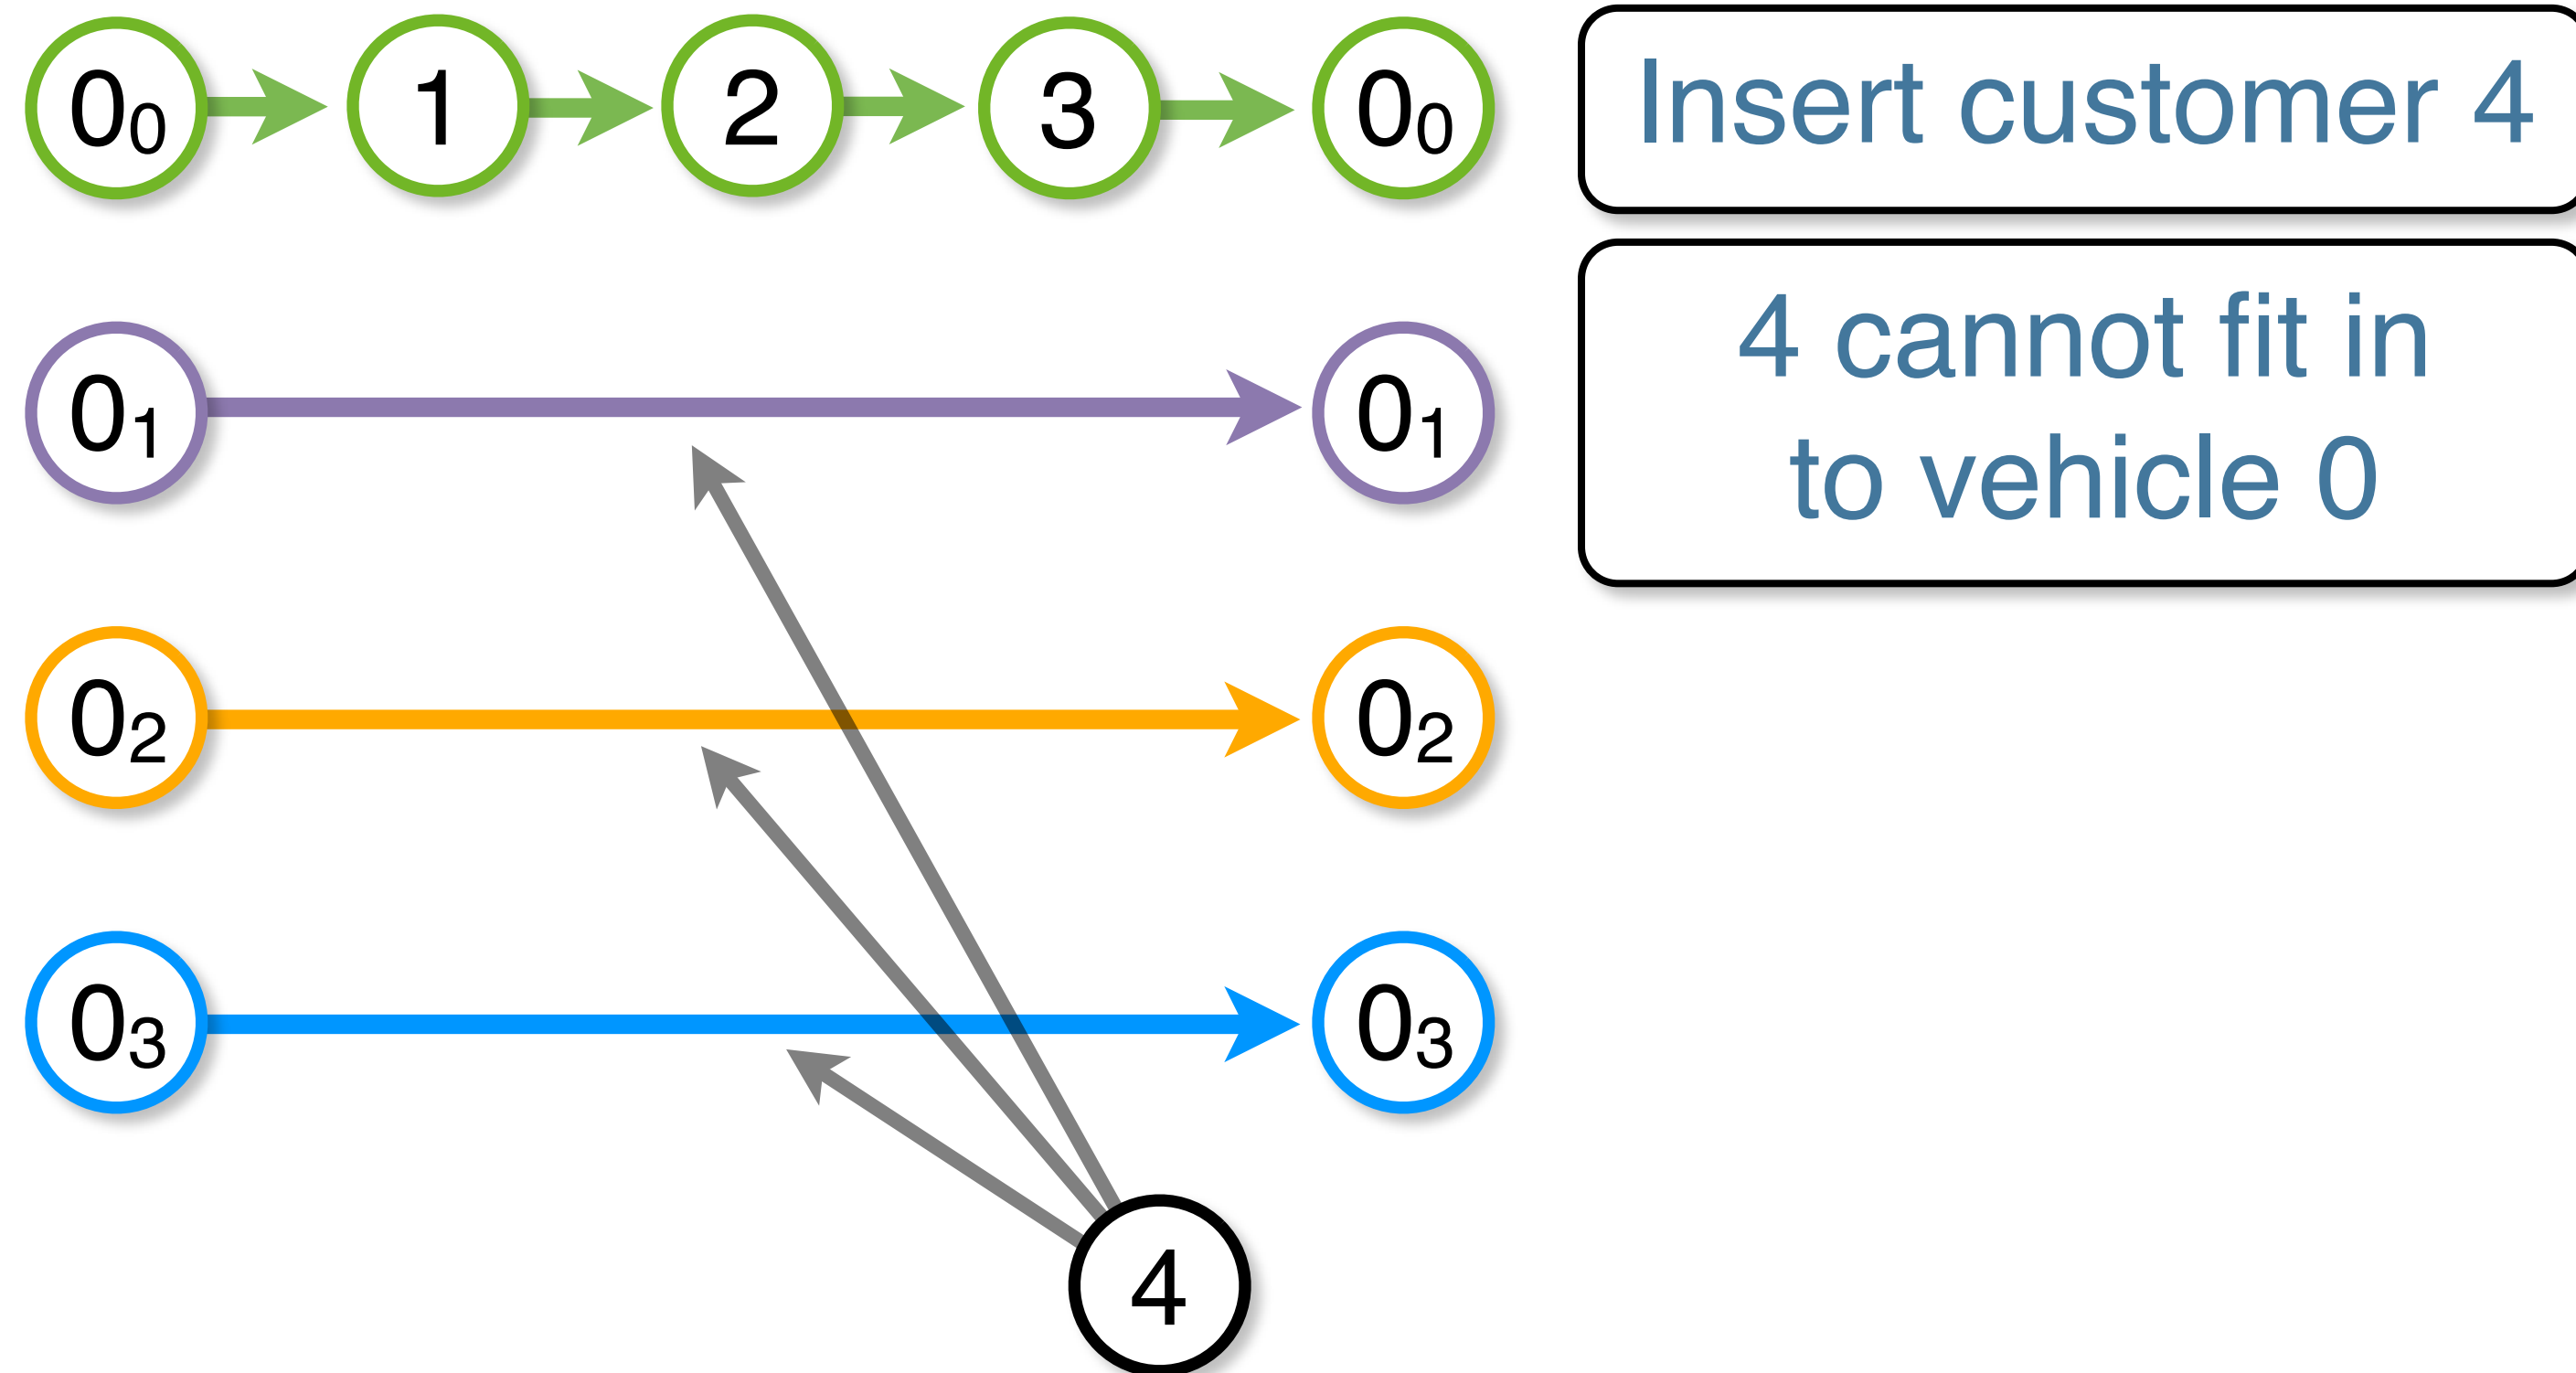 0₀ 1 2 3 0₀
Insert customer 4
4 cannot fit in
to vehicle 0
0₁ 0₁
0₂ 0₂
0₃ 0₃
4